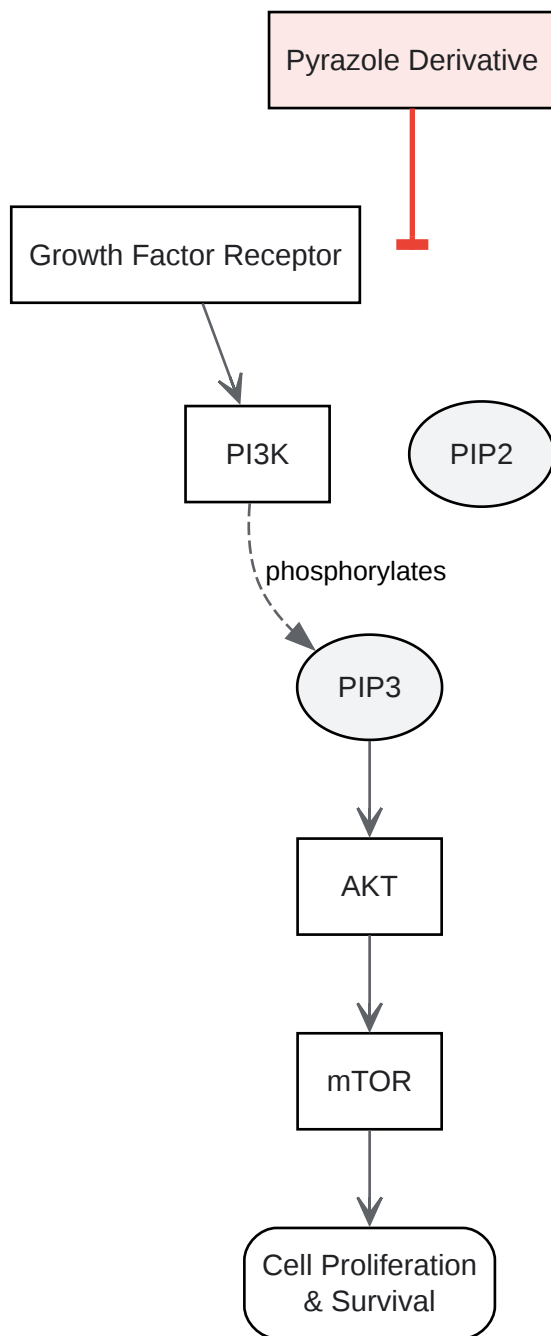 Pyrazole Derivative
Growth Factor Receptor
PI3K
PIP2
phosphorylates
PIP3
AKT
mTOR
Cell Proliferation
& Survival